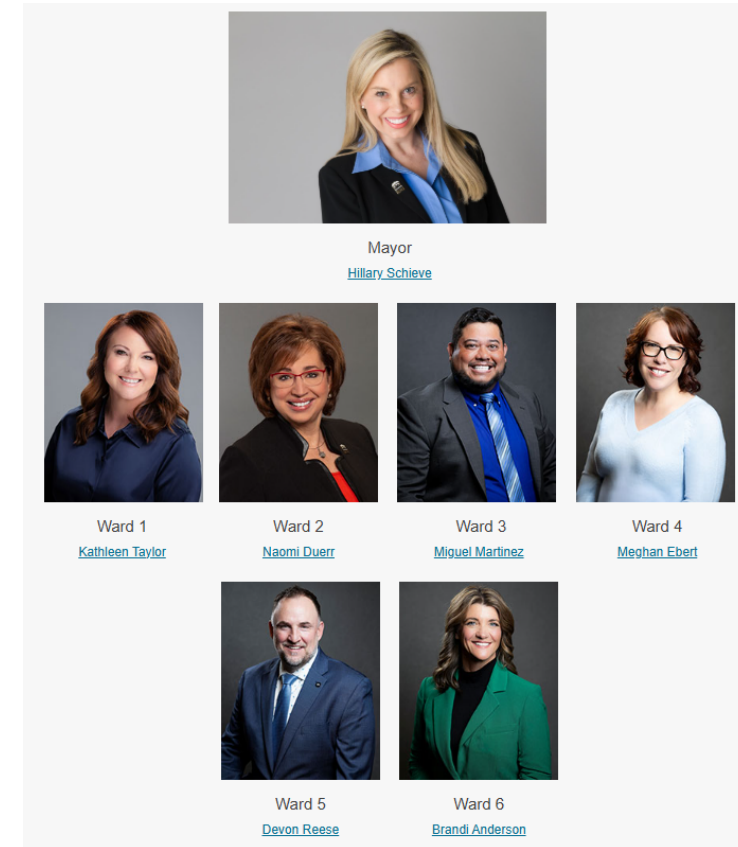 Mayor
Hillary Schieve
Ward 1
Kathleen Taylor
Ward 2
Naomi Duerr
Ward 3
Miguel Martinez
Ward 4
Meghan Ebert
Ward 5
Devon Reese
Ward 6
Brandi Anderson